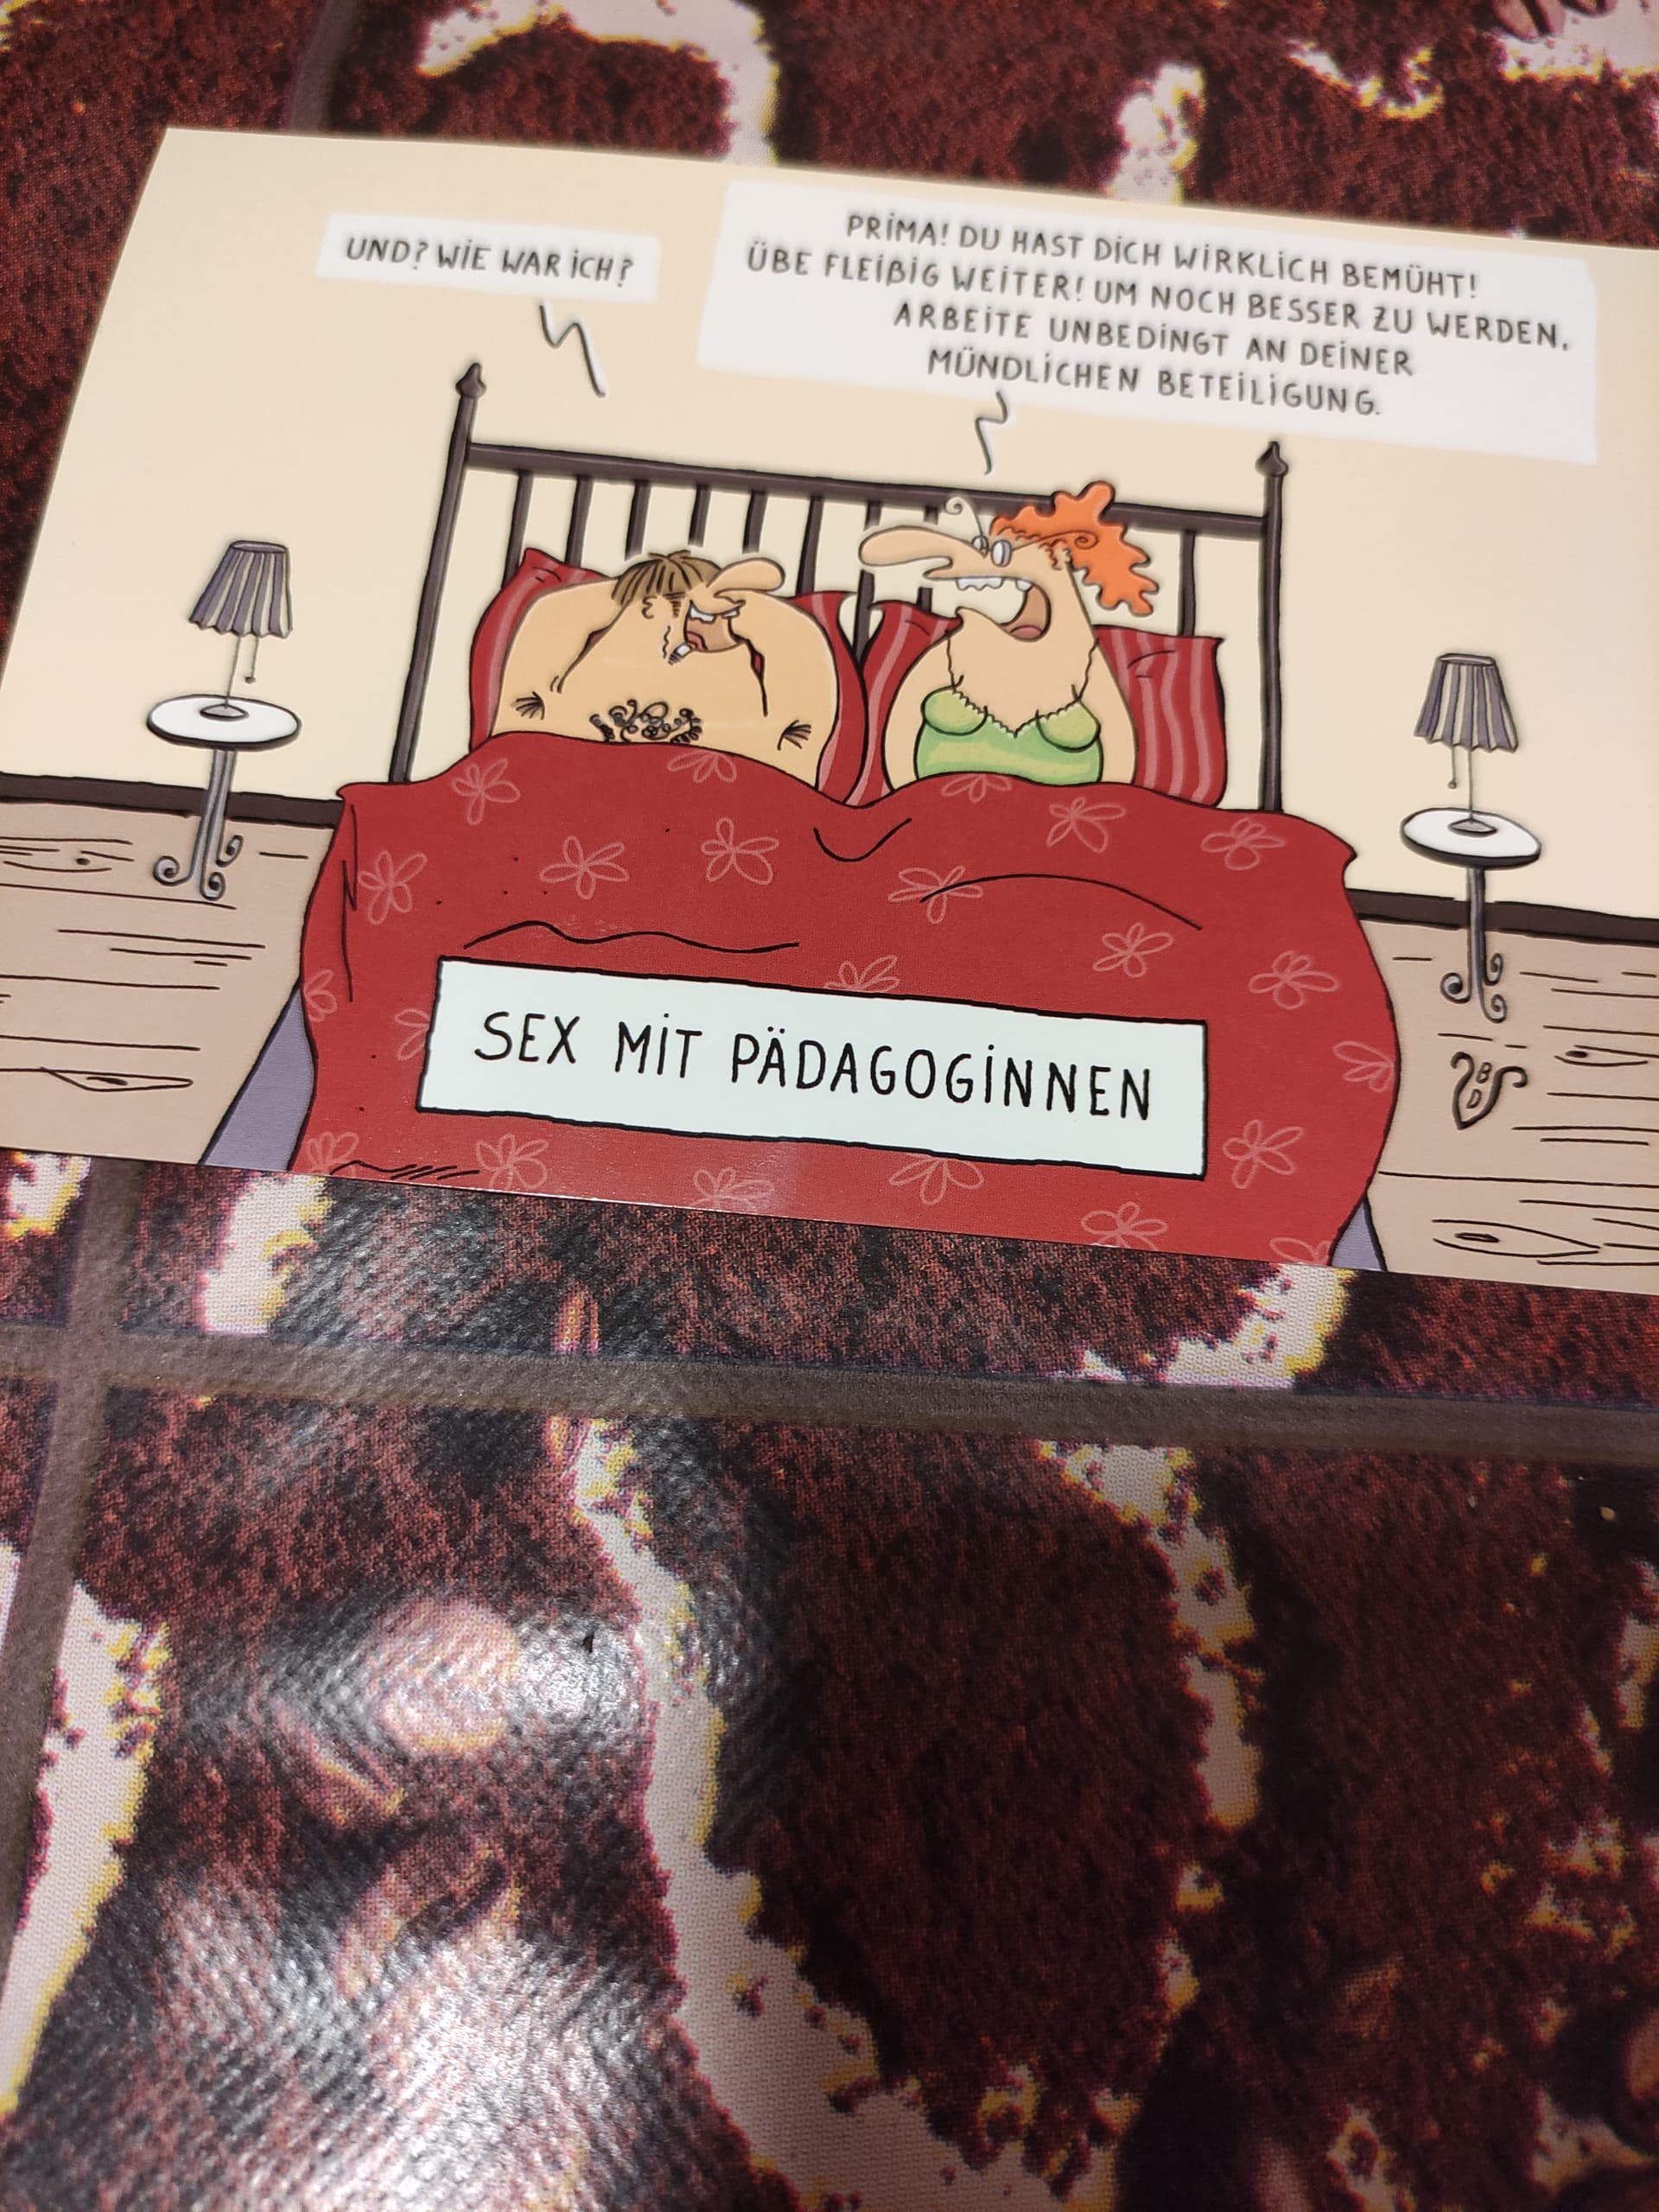 UND? WIE WAR ICH?
PRIMA! DU HAST DICH WIRKLICH BEMÜHT!
ÜBE FLEIßIG WEITER! UM NOCH BESSER ZU WERDEN,
ARBEITE UNBEDINGT AN DEINER
MÜNDLICHEN BETEILIGUNG.
SEX MIT PÄDAGOGINNEN
B
D